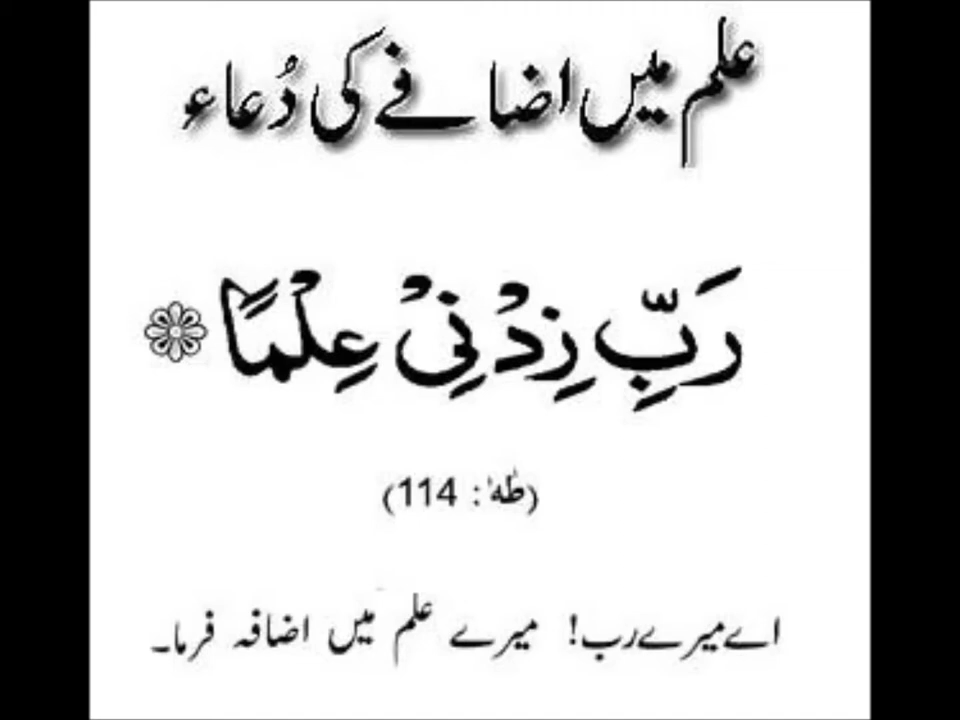 علم میں اضافے کی دُعاء
رَبِّ زِدْنِیْ عِلْمًا
(طٰهٰ: 114)
اے میرے رب! میرے علم میں اضافہ فرما۔